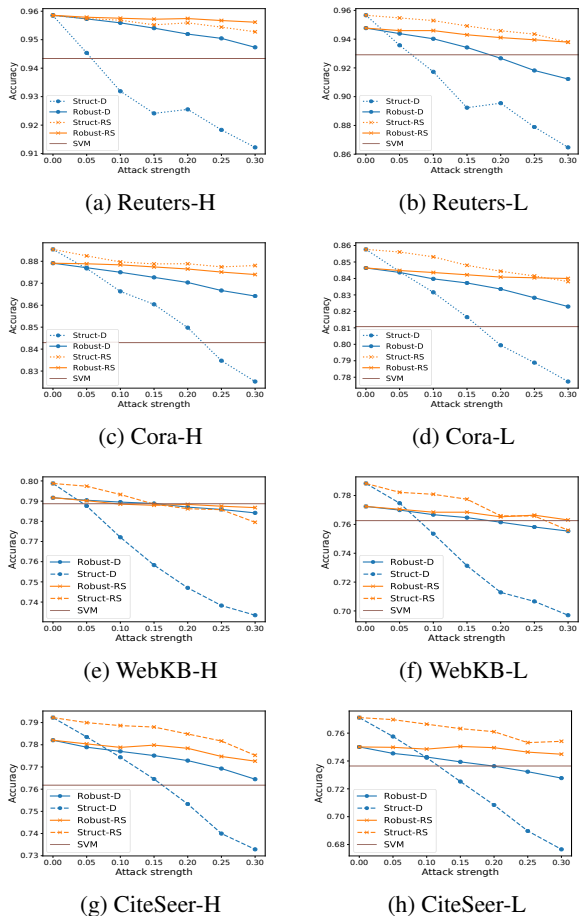 0.96
0.95
0.94
0.93
0.92
0.91
Accuracy
Struct-D
Robust-D
Struct-RS
Robust-RS
SVM
0.00 0.05 0.10 0.15 0.20 0.25 0.30
Attack strength
(a) Reuters-H
0.96
0.94
0.92
0.90
0.88
0.86
Accuracy
Struct-D
Robust-D
Struct-RS
Robust-RS
SVM
0.00 0.05 0.10 0.15 0.20 0.25 0.30
Attack strength
(b) Reuters-L
0.88
0.87
0.86
0.85
0.84
0.83
Accuracy
Struct-D
Robust-D
Struct-RS
Robust-RS
SVM
0.00 0.05 0.10 0.15 0.20 0.25 0.30
Attack strength
(c) Cora-H
0.86
0.85
0.84
0.83
0.82
0.81
0.80
0.79
0.78
Accuracy
Struct-D
Robust-D
Struct-RS
Robust-RS
SVM
0.00 0.05 0.10 0.15 0.20 0.25 0.30
Attack strength
(d) Cora-L
0.80
0.79
0.78
0.77
0.76
0.75
0.74
Accuracy
Robust-D
Struct-D
Robust-RS
Struct-RS
SVM
0.00 0.05 0.10 0.15 0.20 0.25 0.30
Attack strength
(e) WebKB-H
0.78
0.76
0.74
0.72
0.70
Accuracy
Robust-D
Struct-D
Robust-RS
Struct-RS
SVM
0.00 0.05 0.10 0.15 0.20 0.25 0.30
Attack strength
(f) WebKB-L
0.79
0.78
0.77
0.76
0.75
0.74
0.73
Accuracy
Robust-D
Struct-D
Robust-RS
Struct-RS
SVM
0.00 0.05 0.10 0.15 0.20 0.25 0.30
Attack strength
(g) CiteSeer-H
0.76
0.74
0.72
0.70
0.68
Accuracy
Robust-D
Struct-D
Robust-RS
Struct-RS
SVM
0.00 0.05 0.10 0.15 0.20 0.25 0.30
Attack strength
(h) CiteSeer-L